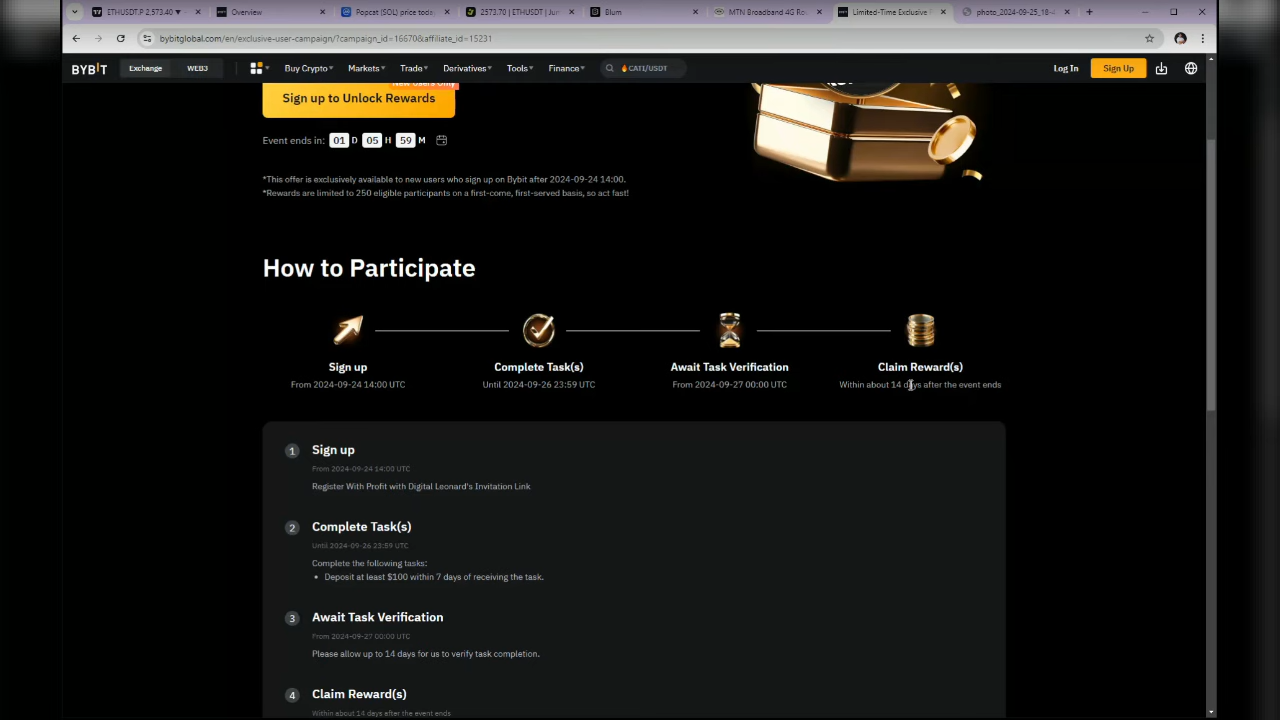 ETHUSDT.P 2,573.40 ▼
Overview
Popcat (SOL) price toda
2573.70 | ETHUSDT |
Blum
MTN Broadband 4G Ro
Limited-Time Exclusive
photo_2024-09-25_18-4
bybitglobal.com/en/exclusive-user-campaign/?campaign_id=16670&affiliate_id=15231
BYBIT
Exchange
WEB3
Buy Crypto
Markets
Trade
Derivatives
Tools
Finance
CATI/USDT
Log In
Sign Up
New Users Only
Sign up to Unlock Rewards
Event ends in: 01 D 05 H 59 M
*This offer is exclusively available to new users who sign up on Bybit after 2024-09-24 14:00.
*Rewards are limited to 250 eligible participants on a first-come, first-served basis, so act fast!
How to Participate
Sign up
From 2024-09-24 14:00 UTC
Complete Task(s)
Until 2024-09-26 23:59 UTC
Await Task Verification
From 2024-09-27 00:00 UTC
Claim Reward(s)
Within about 14 days after the event ends
1 Sign up
From 2024-09-24 14:00 UTC
Register With Profit with Digital Leonard's Invitation Link
2 Complete Task(s)
Until 2024-09-26 23:59 UTC
Complete the following tasks:
• Deposit at least $100 within 7 days of receiving the task.
3 Await Task Verification
From 2024-09-27 00:00 UTC
Please allow up to 14 days for us to verify task completion.
4 Claim Reward(s)
Within about 14 days after the event ends